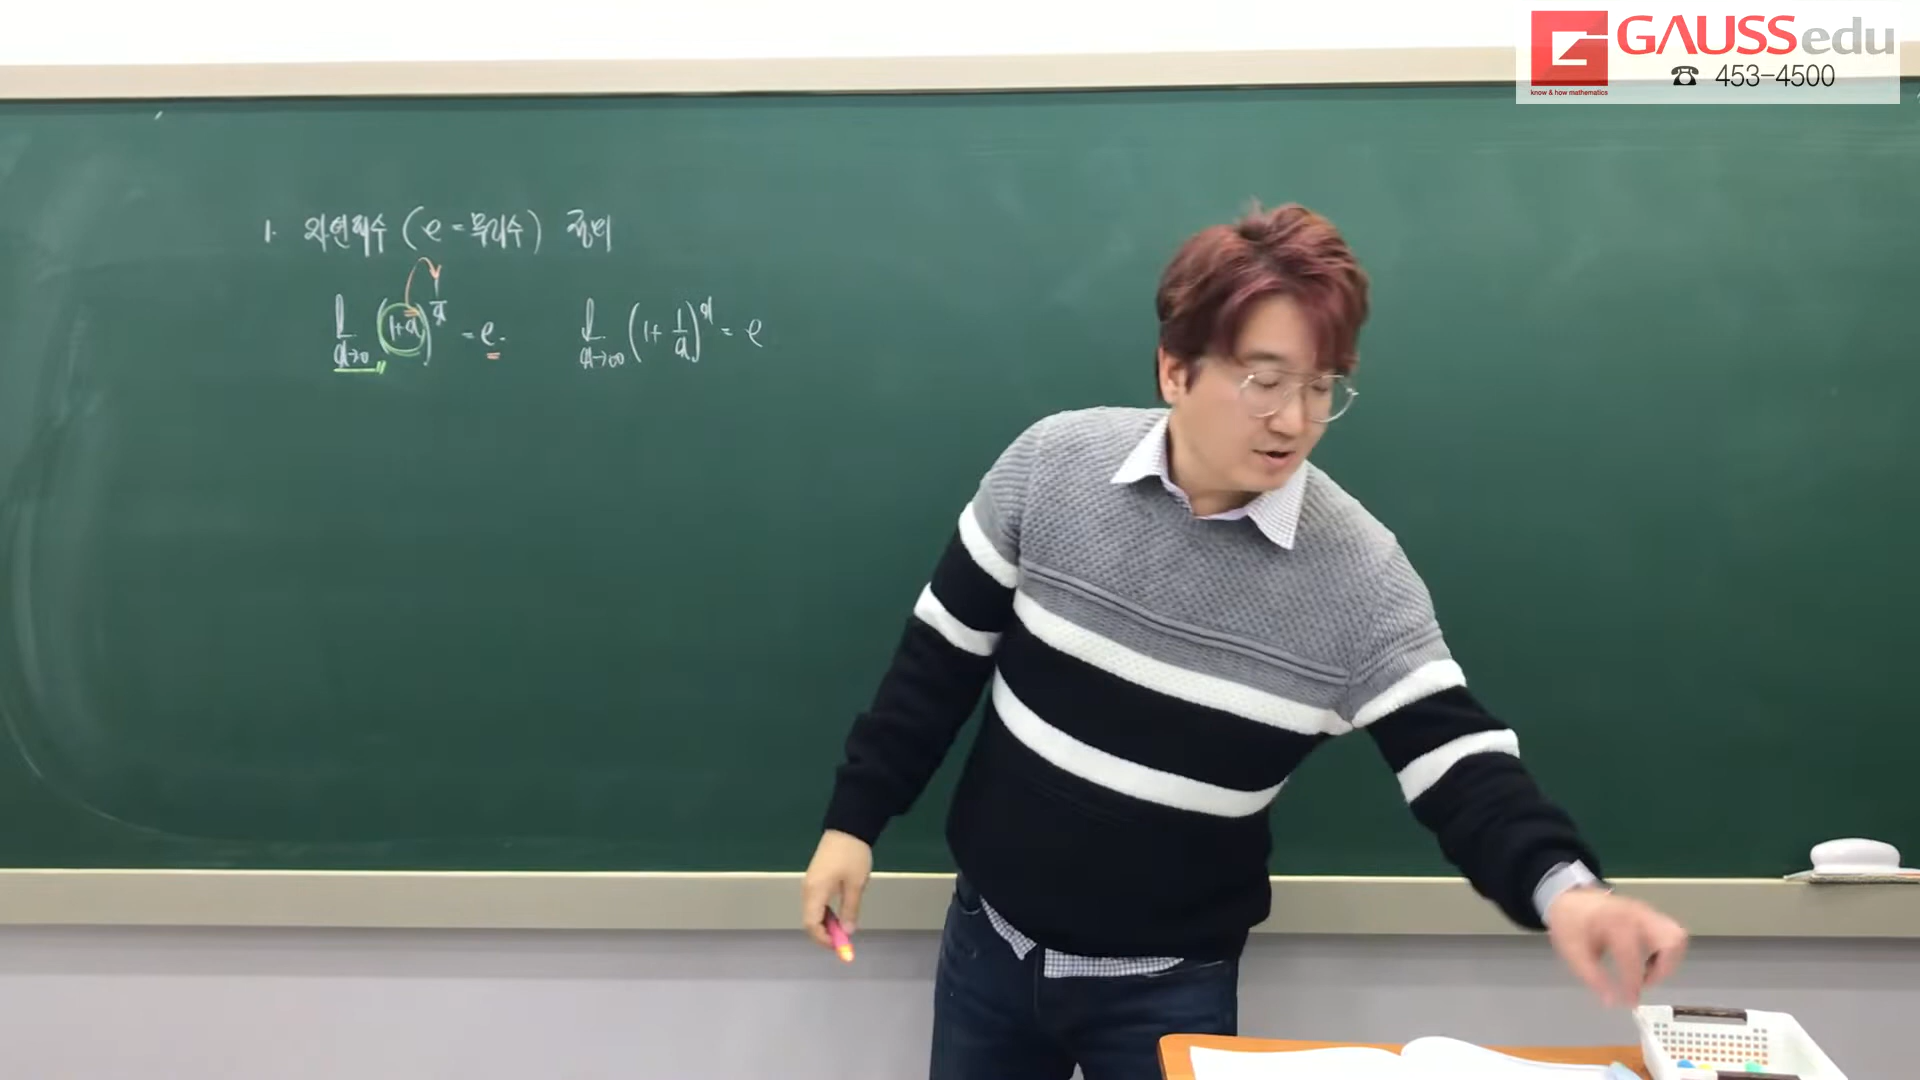 GAUSSedu
know & how mathematics
☎ 453-4500
1. 자연계수 (e = 무리수) 정의
lim x→0 (1+x)^(1/x) = e. lim x→∞ (1+1/x)^x = e